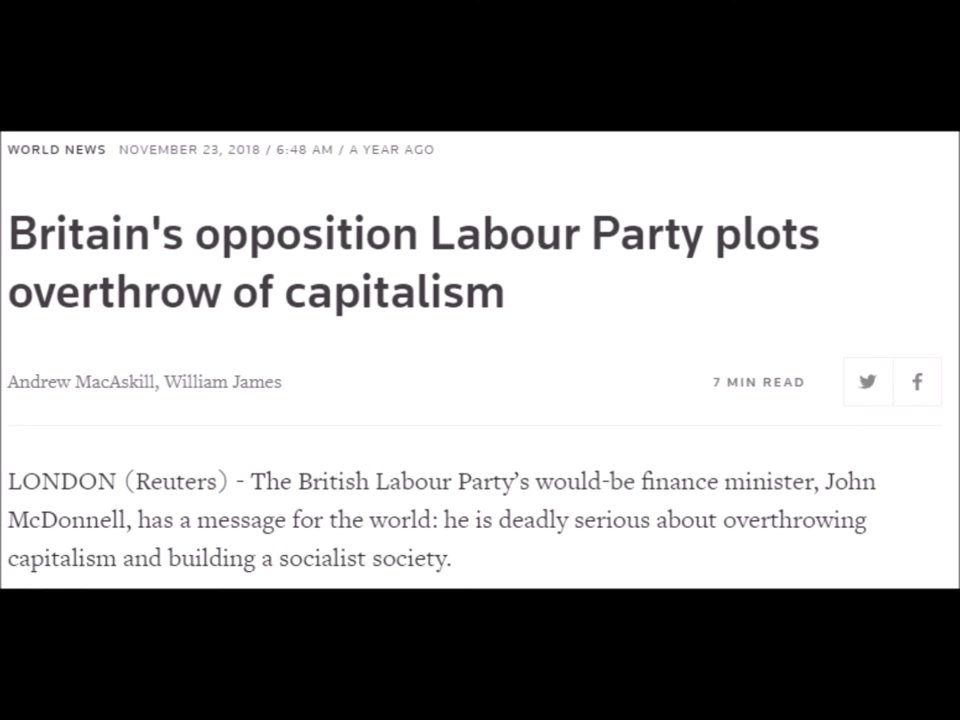 WORLD NEWS NOVEMBER 23, 2018 / 6:48 AM / A YEAR AGO
Britain's opposition Labour Party plots
overthrow of capitalism
Andrew MacAskill, William James
7 MIN READ
LONDON (Reuters) - The British Labour Party’s would-be finance minister, John
McDonnell, has a message for the world: he is deadly serious about overthrowing
capitalism and building a socialist society.